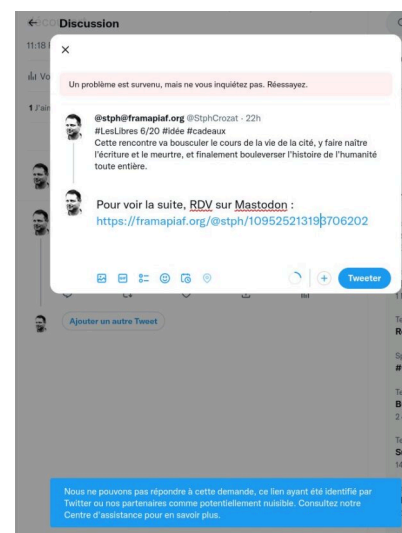 Discussion
11:18
Un problème est survenu, mais ne vous inquiétez pas. Réessayez.
1 J'ain
@stph@framapiaf.org @StphCrozat · 22h
#LesLibres 6/20 #idée #cadeaux
Cette rencontre va bousculer le cours de la vie de la cité, y faire naître
l'écriture et le meurtre, et finalement bouleverser l'histoire de l'humanité
toute entière.
Pour voir la suite, RDV sur Mastodon :
https://framapiaf.org/@stph/109525213193706202
Tweeter
Ajouter un autre Tweet
Nous ne pouvons pas répondre à cette demande, ce lien ayant été identifié par
Twitter ou nos partenaires comme potentiellement nuisible. Consultez notre
Centre d'assistance pour en savoir plus.